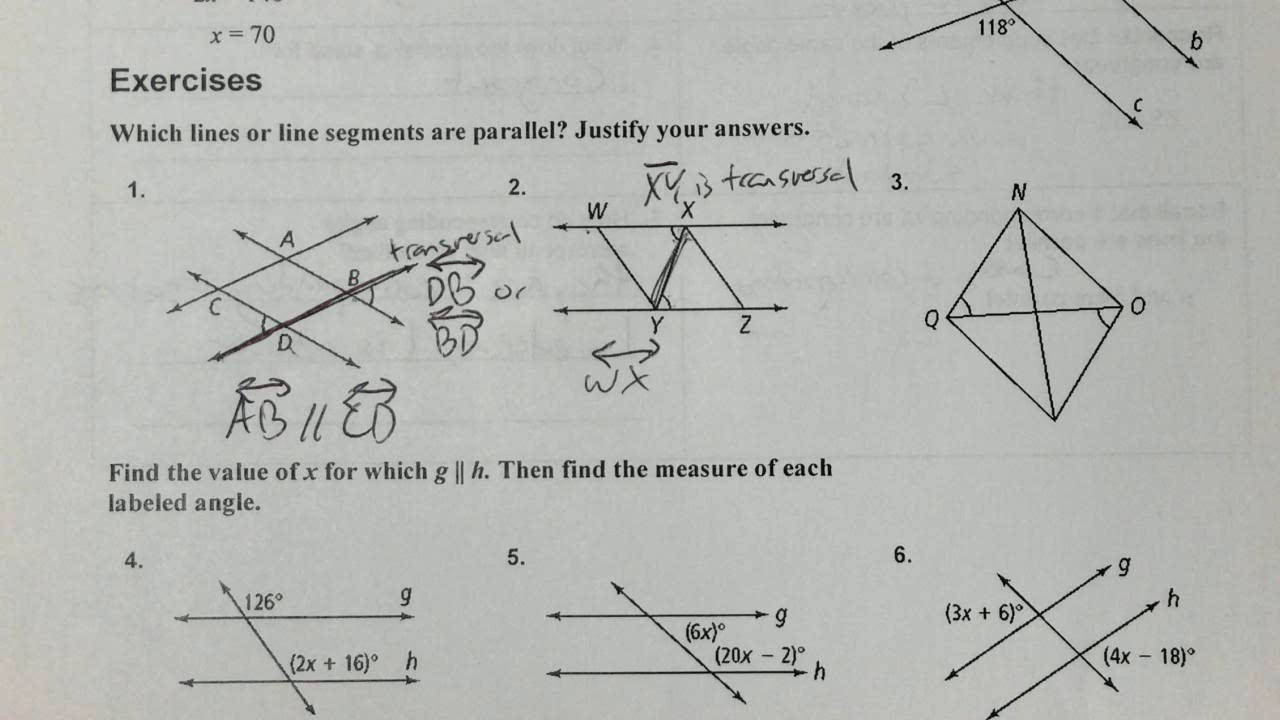 x = 70
118°
b
c
Exercises
Which lines or line segments are parallel? Justify your answers.
1.
A
B
C
D
transversal
DB or
BD
AB // CD
2.
XY is transversal
W
X
Y
Z
WX
3.
N
Q
O
Find the value of x for which g || h. Then find the measure of each
labeled angle.
4.
126°
g
(2x + 16)°
h
5.
g
(6x)°
(20x − 2)°
h
6.
g
h
(3x + 6)°
(4x − 18)°